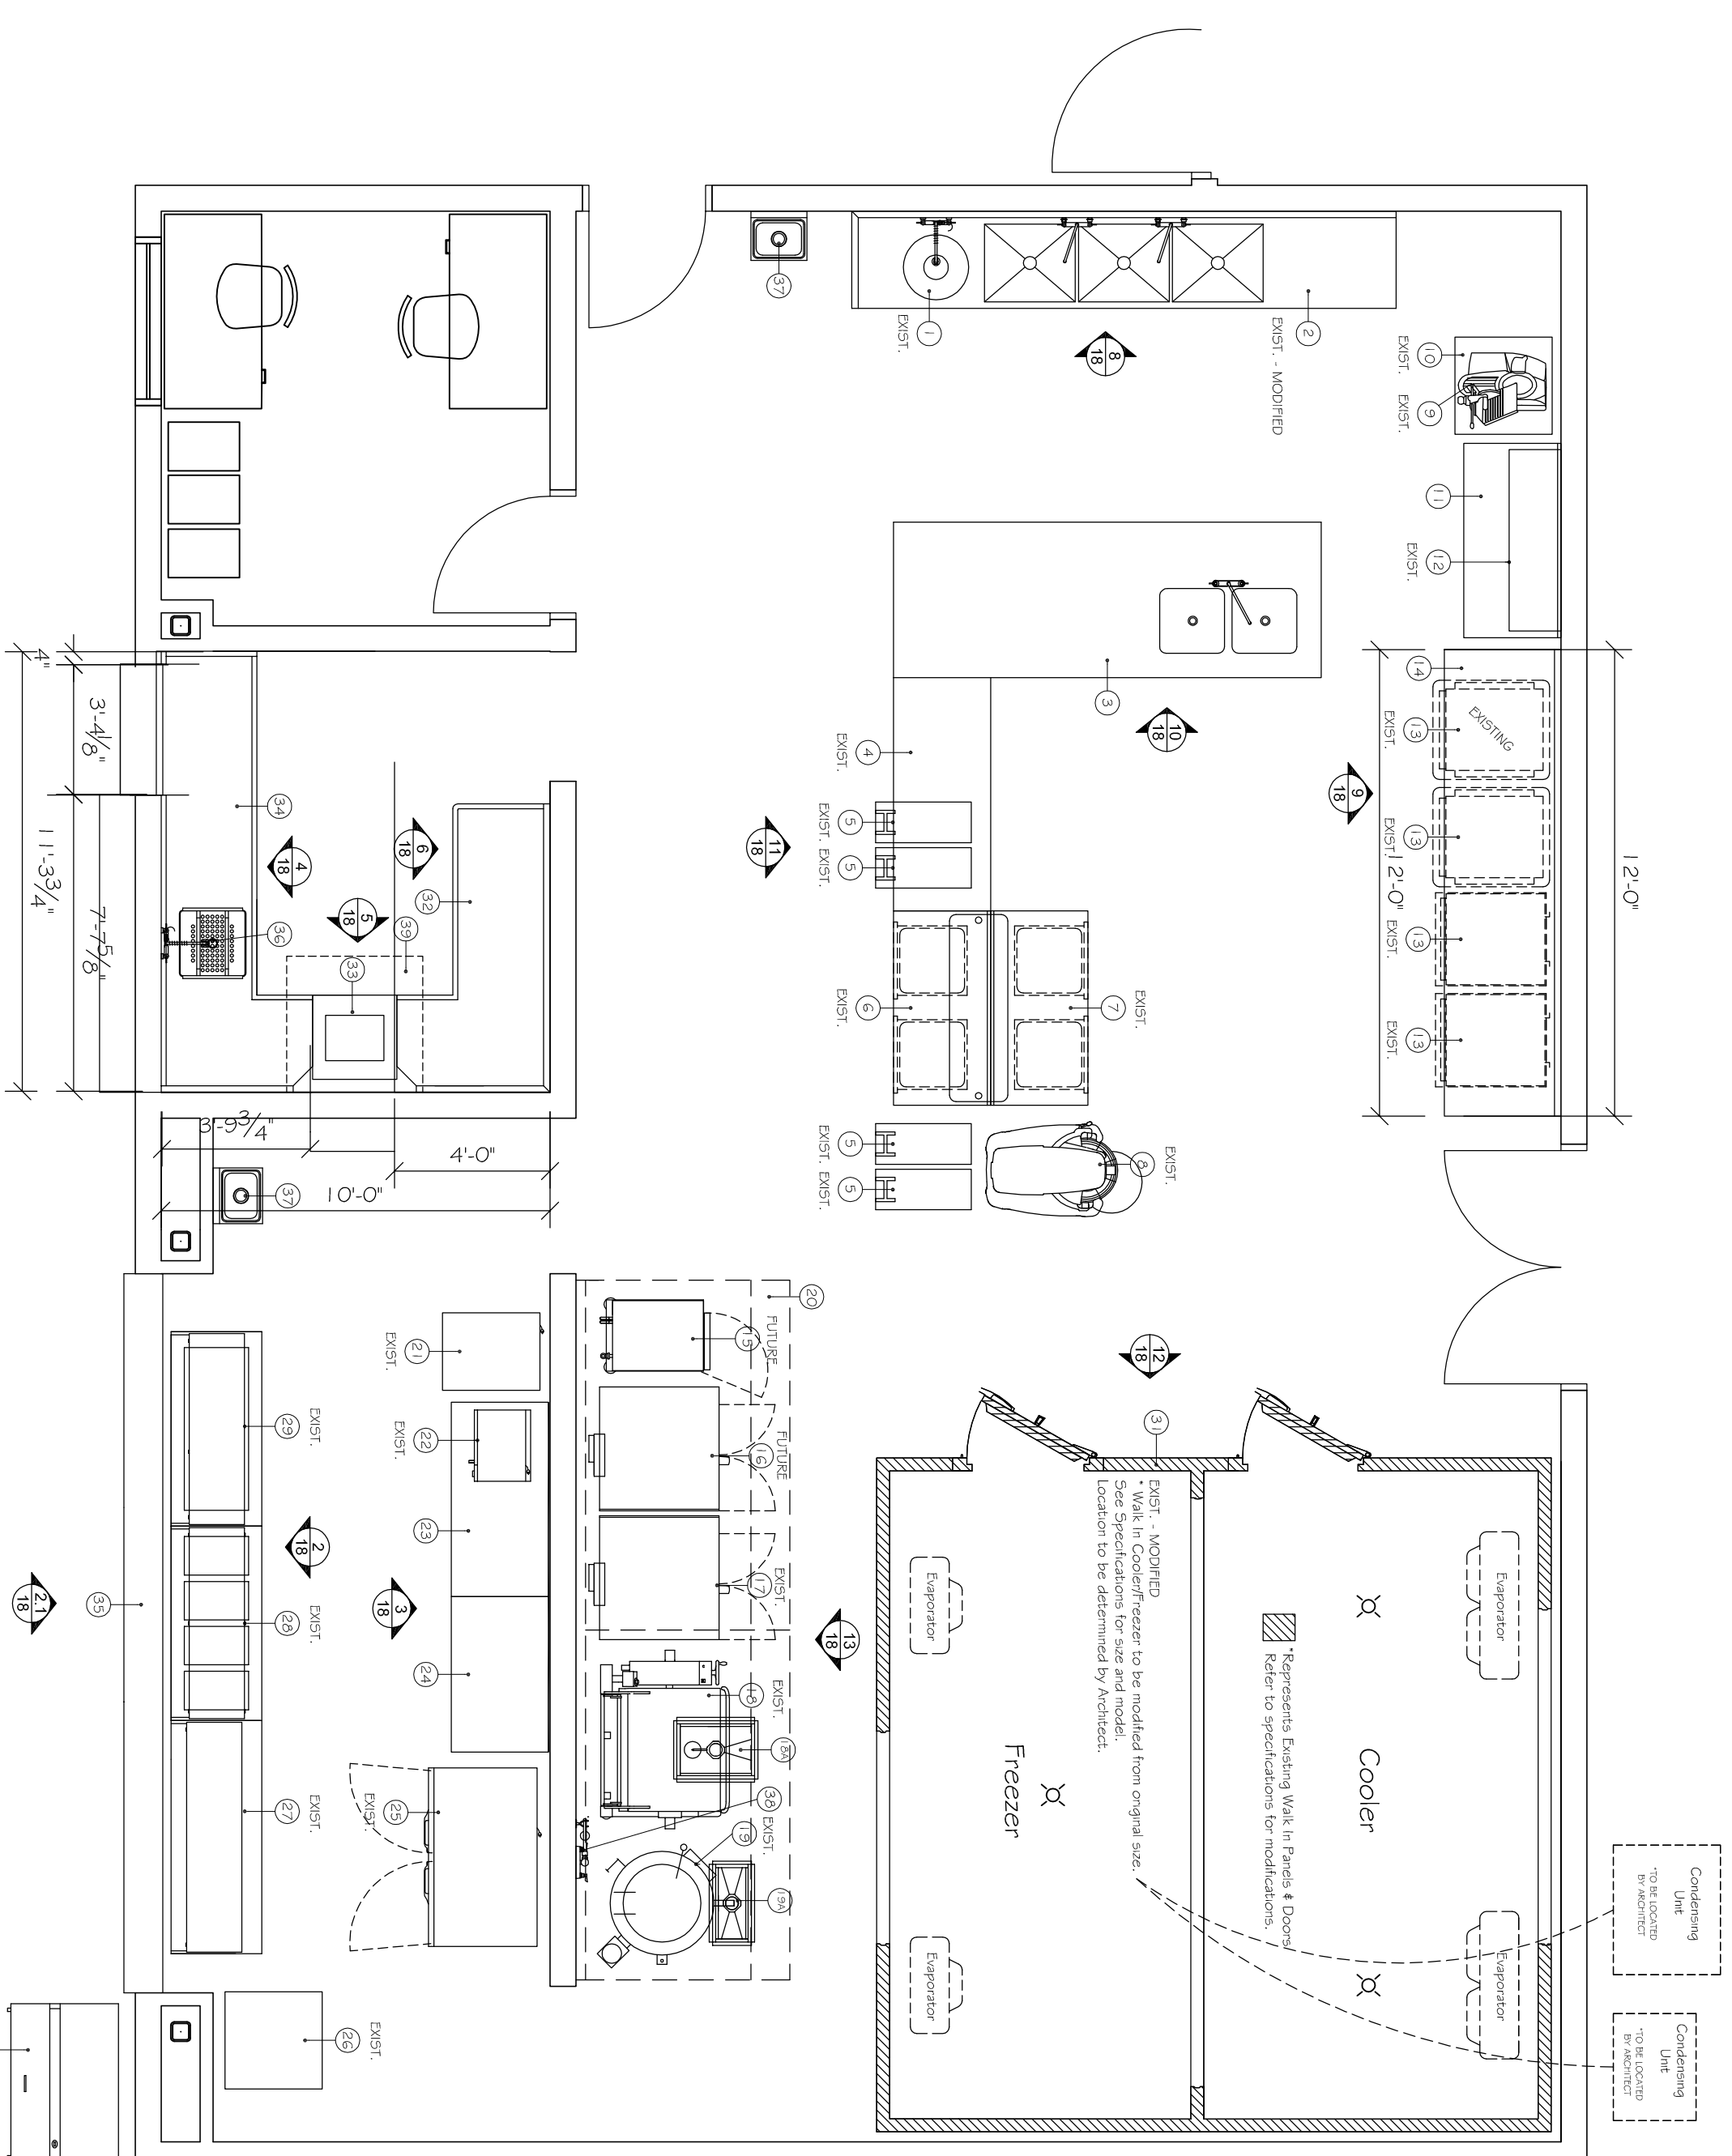 12'-0"
12'-0"
Condensing
Unit
*TO BE LOCATED
BY ARCHITECT
Condensing
Unit
*TO BE LOCATED
BY ARCHITECT
10
EXIST.
9
EXIST.
11
12
EXIST.
14
EXISTING
13
EXIST.
13
EXIST.
13
EXIST.
13
EXIST.
9
18
Evaporator
Evaporator
Cooler
*Represents Existing Walk In Panels & Doors
Refer to specifications for modifications.
2
EXIST. - MODIFIED
1
EXIST.
8
18
37
3
10
18
4
EXIST.
5
EXIST.
5
EXIST.
11
18
7
EXIST.
6
EXIST.
8
EXIST.
5
EXIST.
5
EXIST.
12
18
31
EXIST. - MODIFIED
* Walk In Cooler/Freezer to be modified from original size.
See Specifications for size and model.
Location to be determined by Architect.
Freezer
Evaporator
Evaporator
13
18
20
FUTURE
15
FUTURE
16
EXIST.
17
EXIST.
18
18A
38
EXIST.
19
19A
21
EXIST.
22
EXIST.
23
24
3
18
25
EXIST.
26
EXIST.
29
EXIST.
2
18
28
EXIST.
27
EXIST.
35
2.1
18
34
4
18
6
18
32
5
18
39
33
36
37
4"
3'-4 1/8"
11'-3 3/4"
7'-7 5/8"
3'-9 3/4"
4'-0"
10'-0"